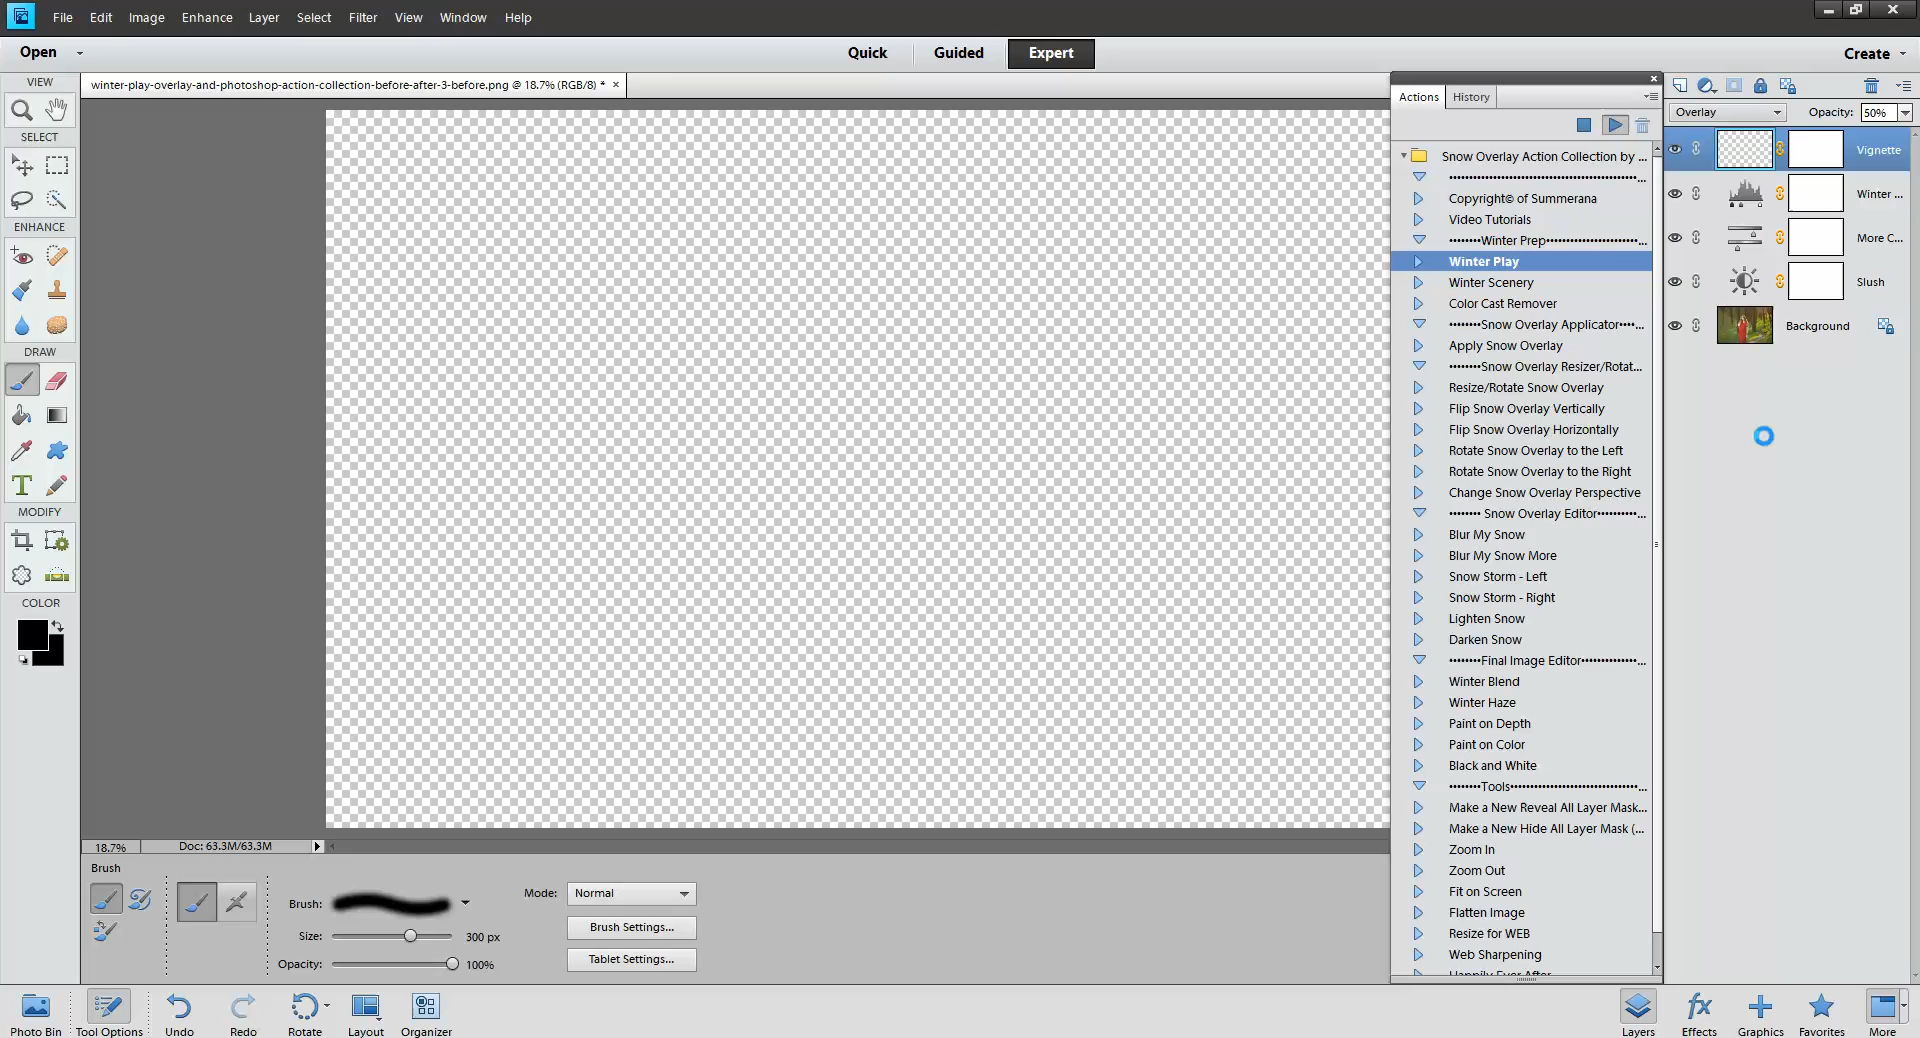 File Edit Image Enhance Layer Select Filter View Window Help
Open Quick Guided Expert Create
VIEW
winter-play-overlay-and-photoshop-action-collection-before-after-3-before.png @ 18.7% (RGB/8) * ×
SELECT
ENHANCE
DRAW
T
MODIFY
COLOR
18.7% Doc: 63.3M/63.3M
Brush
Brush:
Size: 300 px
Opacity: 100%
Mode: Normal
Brush Settings...
Tablet Settings...
Actions History
Snow Overlay Action Collection by ...
••••••••••••••••••••••••••••••••••••••••••••••...
Copyright© of Summerana
Video Tutorials
••••••••Winter Prep•••••••••••••••••••••••...
Winter Play
Winter Scenery
Color Cast Remover
••••••••Snow Overlay Applicator••••...
Apply Snow Overlay
••••••••Snow Overlay Resizer/Rotat...
Resize/Rotate Snow Overlay
Flip Snow Overlay Vertically
Flip Snow Overlay Horizontally
Rotate Snow Overlay to the Left
Rotate Snow Overlay to the Right
Change Snow Overlay Perspective
•••••••• Snow Overlay Editor••••••••••...
Blur My Snow
Blur My Snow More
Snow Storm - Left
Snow Storm - Right
Lighten Snow
Darken Snow
••••••••Final Image Editor••••••••••••••...
Winter Blend
Winter Haze
Paint on Depth
Paint on Color
Black and White
••••••••Tools••••••••••••••••••••••••••••••••...
Make a New Reveal All Layer Mask...
Make a New Hide All Layer Mask (...
Zoom In
Zoom Out
Fit on Screen
Flatten Image
Resize for WEB
Web Sharpening
Happily Ever After
Overlay Opacity: 50%
Vignette
Winter ...
More C...
Slush
Background
Photo Bin Tool Options Undo Redo Rotate Layout Organizer
fx
Layers Effects Graphics Favorites More